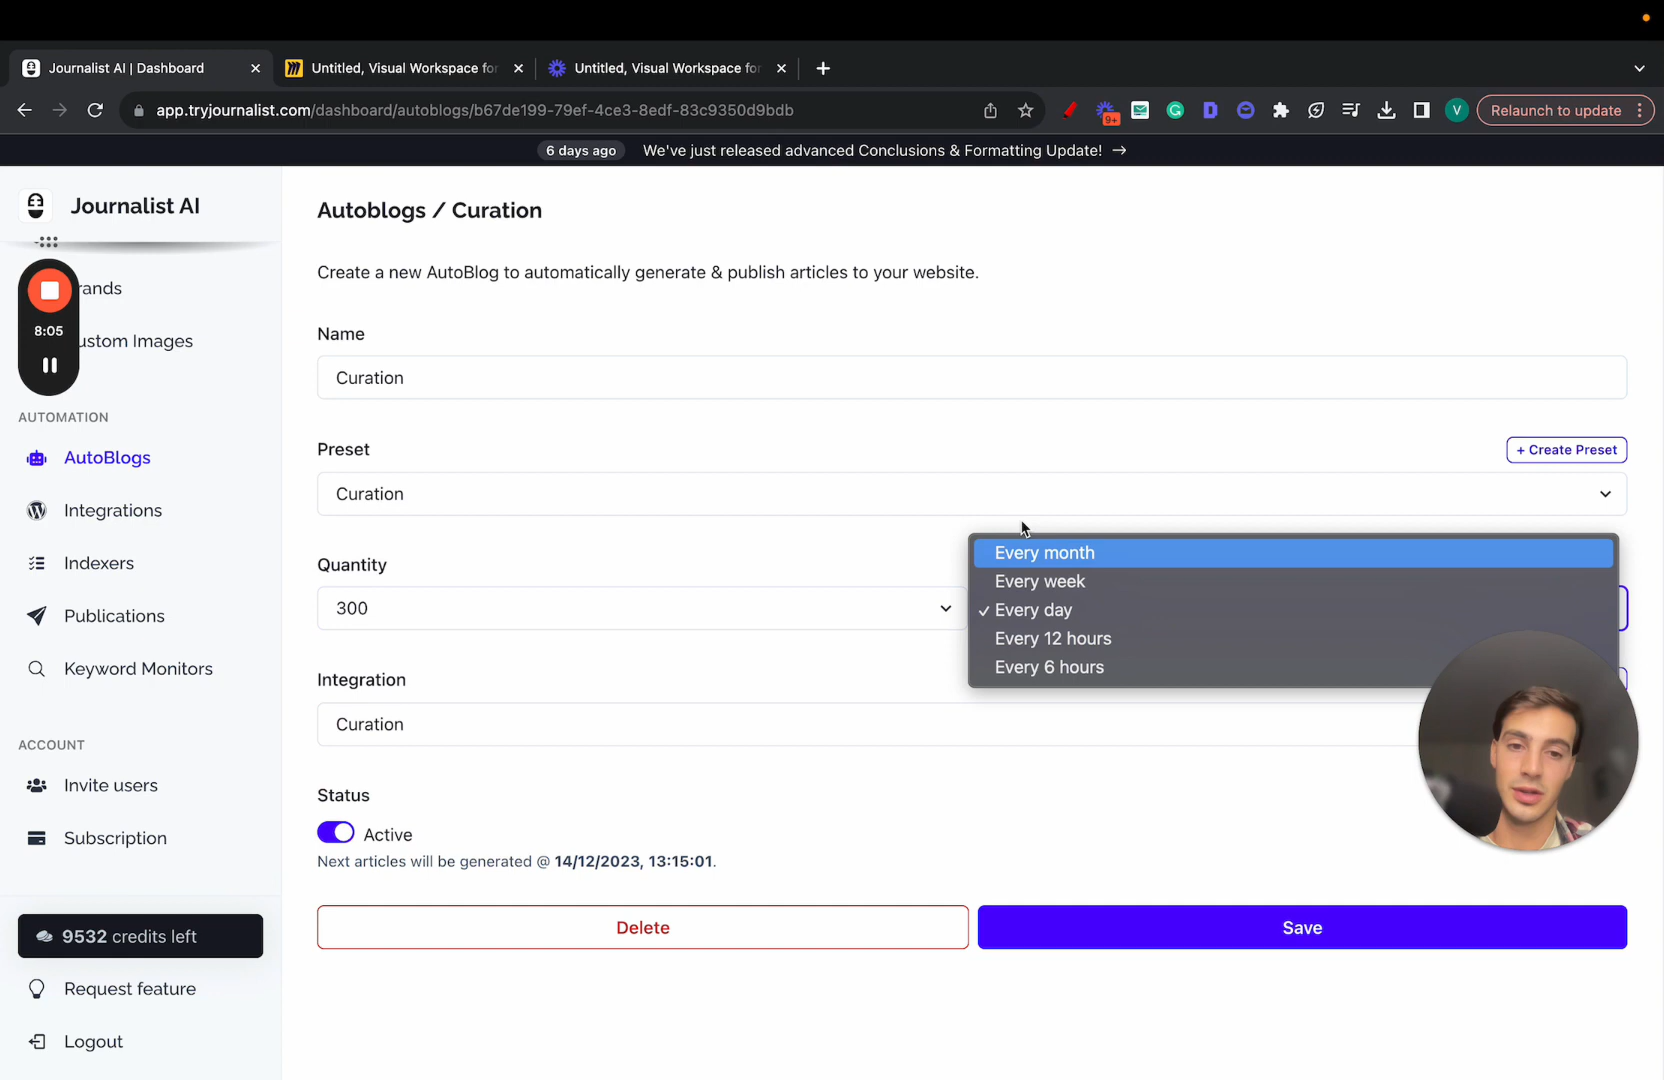 Journalist AI | Dashboard
Untitled, Visual Workspace for
Untitled, Visual Workspace for
app.tryjournalist.com/dashboard/autoblogs/b67de199-79ef-4ce3-8edf-83c9350d9bdb
9+
V
Relaunch to update
6 days ago We've just released advanced Conclusions & Formatting Update! →
Journalist AI
rands
8:05
ustom Images
AUTOMATION
AutoBlogs
Integrations
Indexers
Publications
Keyword Monitors
ACCOUNT
Invite users
Subscription
9532 credits left
Request feature
Logout
Autoblogs / Curation
Create a new AutoBlog to automatically generate & publish articles to your website.
Name
Curation
Preset
+ Create Preset
Curation
Quantity
300
Every month
Every week
✓ Every day
Every 12 hours
Every 6 hours
Integration
Curation
Status
Active
Next articles will be generated @ 14/12/2023, 13:15:01.
Delete
Save